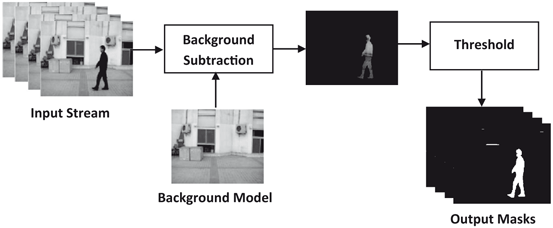 Background
Subtraction
Threshold
Input Stream
Background Model
Output Masks